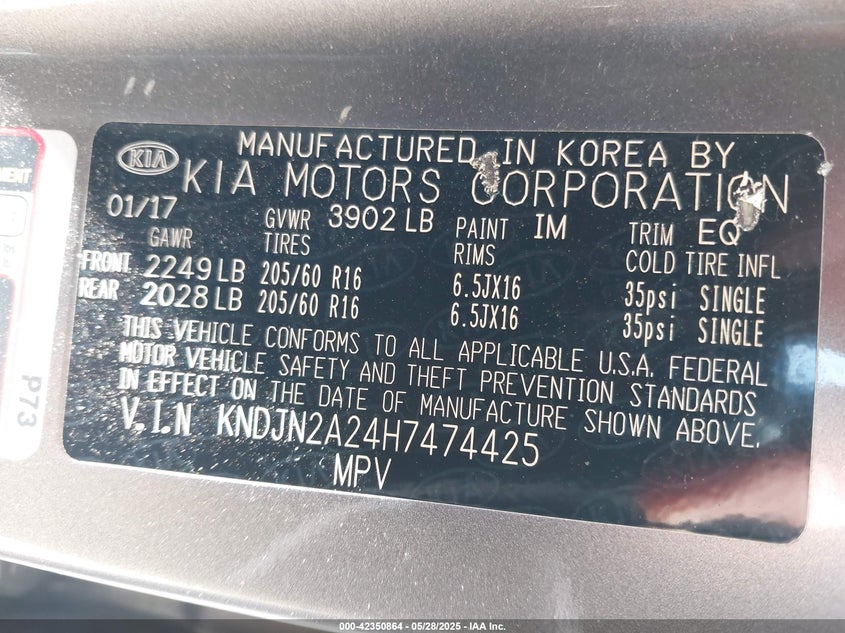 MANUFACTURED IN KOREA BY
KIA KIA MOTORS CORPORATION
01/17 GVWR 3902 LB PAINT IM TRIM EQ
GAWR TIRES RIMS COLD TIRE INFL
FRONT 2249 LB 205/60 R16 6.5JX16 35psi SINGLE
REAR 2028 LB 205/60 R16 6.5JX16 35psi SINGLE
THIS VEHICLE CONFORMS TO ALL APPLICABLE U.S.A. FEDERAL
MOTOR VEHICLE SAFETY AND THEFT PREVENTION STANDARDS
IN EFFECT ON THE DATE OF MANUFACTURE SHOWN ABOVE.
V.I.N KNDJN2A24H7474425
MPV
P73
000-42350864 - 05/28/2025 - IAA Inc.